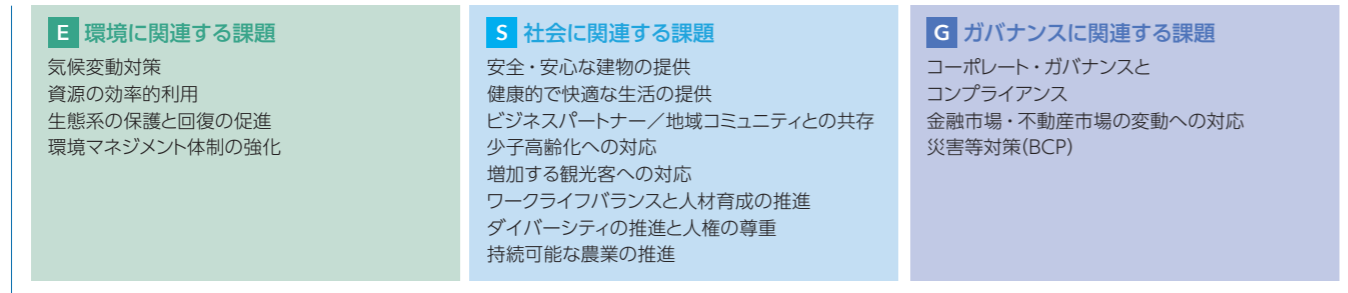 E 環境に関連する課題
気候変動対策
資源の効率的利用
生態系の保護と回復の促進
環境マネジメント体制の強化
S 社会に関連する課題
安全・安心な建物の提供
健康的で快適な生活の提供
ビジネスパートナー／地域コミュニティとの共存
少子高齢化への対応
増加する観光客への対応
ワークライフバランスと人材育成の推進
ダイバーシティの推進と人権の尊重
持続可能な農業の推進
G ガバナンスに関連する課題
コーポレート・ガバナンスと
コンプライアンス
金融市場・不動産市場の変動への対応
災害等対策(BCP)